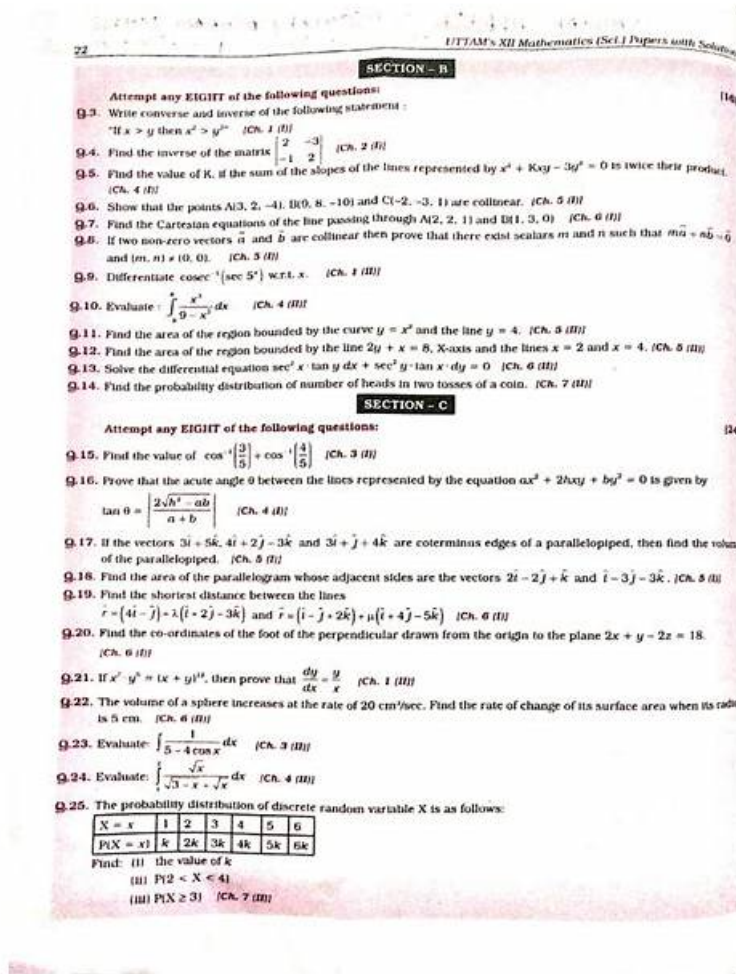 22
UTTAM's XII Mathematics (Sci.) Papers with
SECTION – B
Attempt any EIGHT of the following questions:
Q.3. Write converse and inverse of the following statement :
"If x > y then x² > y²" [Ch. 1 (I)]
Q.4. Find the inverse of the matrix | 2 −3 ; −1 2 | [Ch. 2 (I)]
Q.5. Find the value of K, if the sum of the slopes of the lines represented by x² + Kxy – 3y² = 0 is twice their product.
[Ch. 4 (I)]
Q.6. Show that the points A(3, 2, –4), B(9, 8, –10) and C(–2, –3, 1) are collinear. [Ch. 5 (I)]
Q.7. Find the Cartesian equations of the line passing through A(2, 2, 1) and B(1, 3, 0) [Ch. 6 (I)]
Q.8. If two non-zero vectors a and b are collinear then prove that there exist scalars m and n such that ma + nb = 0
and (m, n) ≠ (0, 0). [Ch. 5 (I)]
Q.9. Differentiate cosec⁻¹(sec 5ˣ) w.r.t. x. [Ch. 1 (II)]
Q.10. Evaluate : ∫ x³/9 – x² dx [Ch. 4 (II)]
Q.11. Find the area of the region bounded by the curve y = x² and the line y = 4. [Ch. 5 (II)]
Q.12. Find the area of the region bounded by the line 2y + x = 8, X-axis and the lines x = 2 and x = 4. [Ch. 5 (II)]
Q.13. Solve the differential equation sec² x · tan y dx + sec² y · tan x · dy = 0 [Ch. 6 (II)]
Q.14. Find the probability distribution of number of heads in two tosses of a coin. [Ch. 7 (II)]
SECTION – C
Attempt any EIGHT of the following questions:
Q.15. Find the value of cos⁻¹(3/5) + cos⁻¹(4/5) [Ch. 3 (I)]
Q.16. Prove that the acute angle θ between the lines represented by the equation ax² + 2hxy + by² = 0 is given by
tan θ = |2√h² – ab / a + b| [Ch. 4 (I)]
Q.17. If the vectors 3i + 5k, 4i + 2j – 3k and 3i + j + 4k are coterminus edges of a parallelopiped, then find the
of the parallelopiped. [Ch. 5 (I)]
Q.18. Find the area of the parallelogram whose adjacent sides are the vectors 2i – 2j + k and i – 3j – 3k. [Ch. 5 (I)]
Q.19. Find the shortest distance between the lines
r = (4i – j) + λ(i + 2j – 3k) and r = (i – j + 2k) + μ(i + 4j – 5k) [Ch. 6 (I)]
Q.20. Find the co-ordinates of the foot of the perpendicular drawn from the origin to the plane 2x + y – 2z = 18.
[Ch. 6 (I)]
Q.21. If = (x + y), then prove that dy/dx = y/x [Ch. 1 (II)]
Q.22. The volume of a sphere increases at the rate of 20 cm³/sec. Find the rate of change of its surface area when its
is 5 cm. [Ch. 6 (II)]
Q.23. Evaluate: ∫ 1/5 – 4 cos x dx [Ch. 3 (II)]
Q.24. Evaluate: ∫ √x/√3 – x + √x dx [Ch. 4 (II)]
Q.25. The probability distribution of discrete random variable X is as follows:
X = x 1 2 3 4 5 6
P(X = x) k 2k 3k 4k 5k 6k
Find: (I) the value of k
(II) P(2 < X < 4)
(III) P(X ≥ 3) [Ch. 7 (II)]